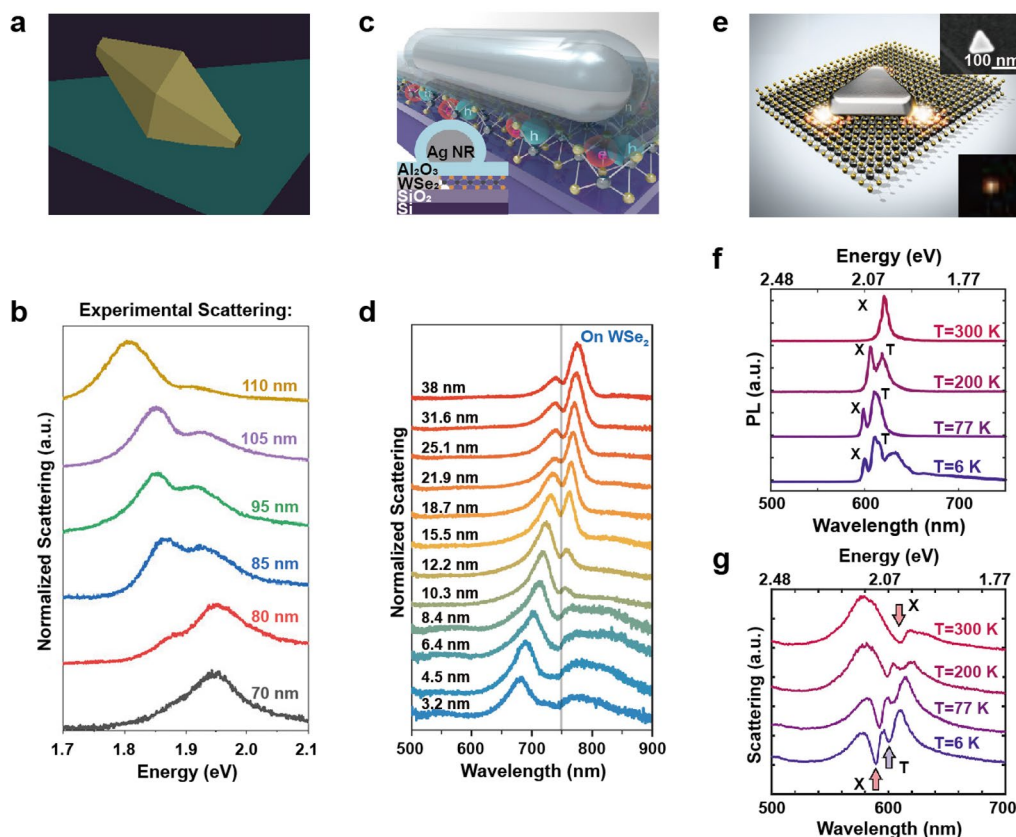 a
b
Experimental Scattering:
Normalized Scattering (a.u.)
110 nm
105 nm
95 nm
85 nm
80 nm
70 nm
1.7 1.8 1.9 2.0 2.1
Energy (eV)
c
h
h
h
e
h
Ag NR
Al₂O₃
WSe₂
SiO₂
Si
d
On WSe₂
Normalized Scattering
38 nm
31.6 nm
25.1 nm
21.9 nm
18.7 nm
15.5 nm
12.2 nm
10.3 nm
8.4 nm
6.4 nm
4.5 nm
3.2 nm
500 600 700 800 900
Wavelength (nm)
e
100 nm
f
Energy (eV)
2.48 2.07 1.77
PL (a.u.)
X
T=300 K
X T
T=200 K
X T
T=77 K
X T
T=6 K
500 600 700
Wavelength (nm)
g
Energy (eV)
2.48 2.07 1.77
Scattering (a.u.)
X
T=300 K
T=200 K
T=77 K
T=6 K
X T
500 600 700
Wavelength (nm)